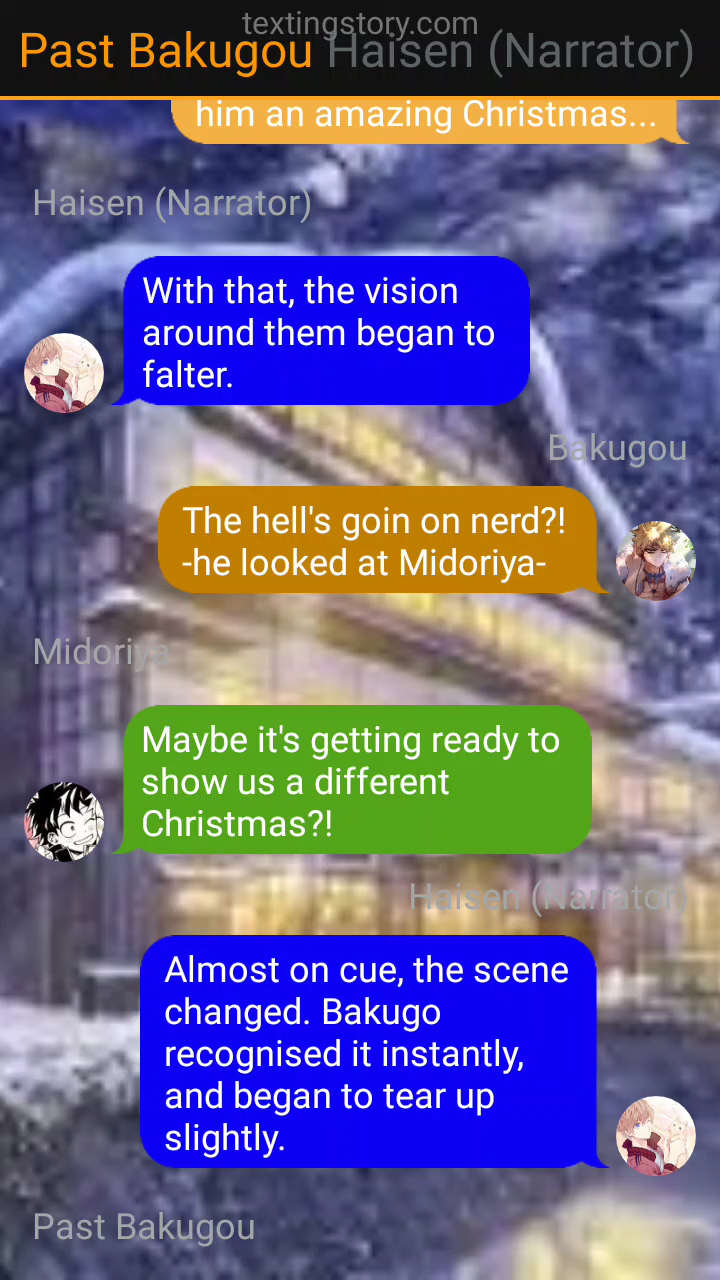 textingstory.com
Past Bakugou Haisen (Narrator)
him an amazing Christmas...
Haisen (Narrator)
With that, the vision
around them began to
falter.
Bakugou
The hell's goin on nerd?!
-he looked at Midoriya-
Midoriya
Maybe it's getting ready to
show us a different
Christmas?!
Haisen (Narrator)
Almost on cue, the scene
changed. Bakugo
recognised it instantly,
and began to tear up
slightly.
Past Bakugou